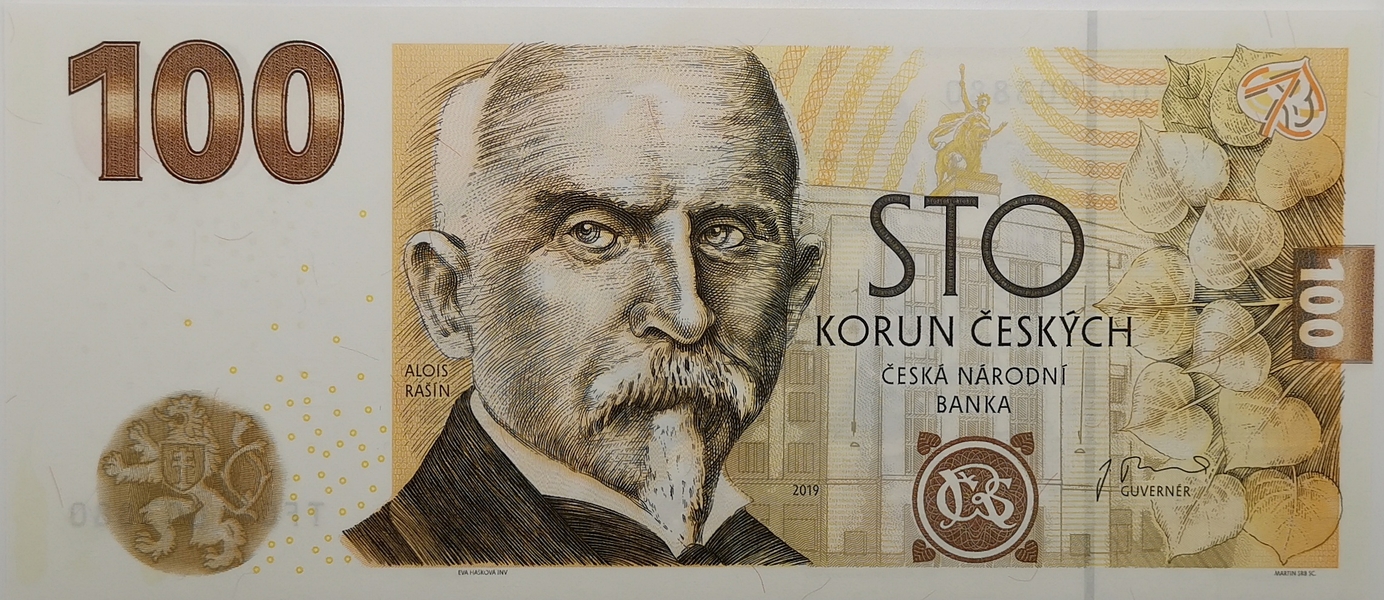 100
STO
KORUN ČESKÝCH
ČESKÁ NÁRODNÍ
BANKA
ALOIS
RAŠÍN
2019
GUVERNÉR
100
EVA HAŠKOVÁ INV
MARTIN SRB SC.